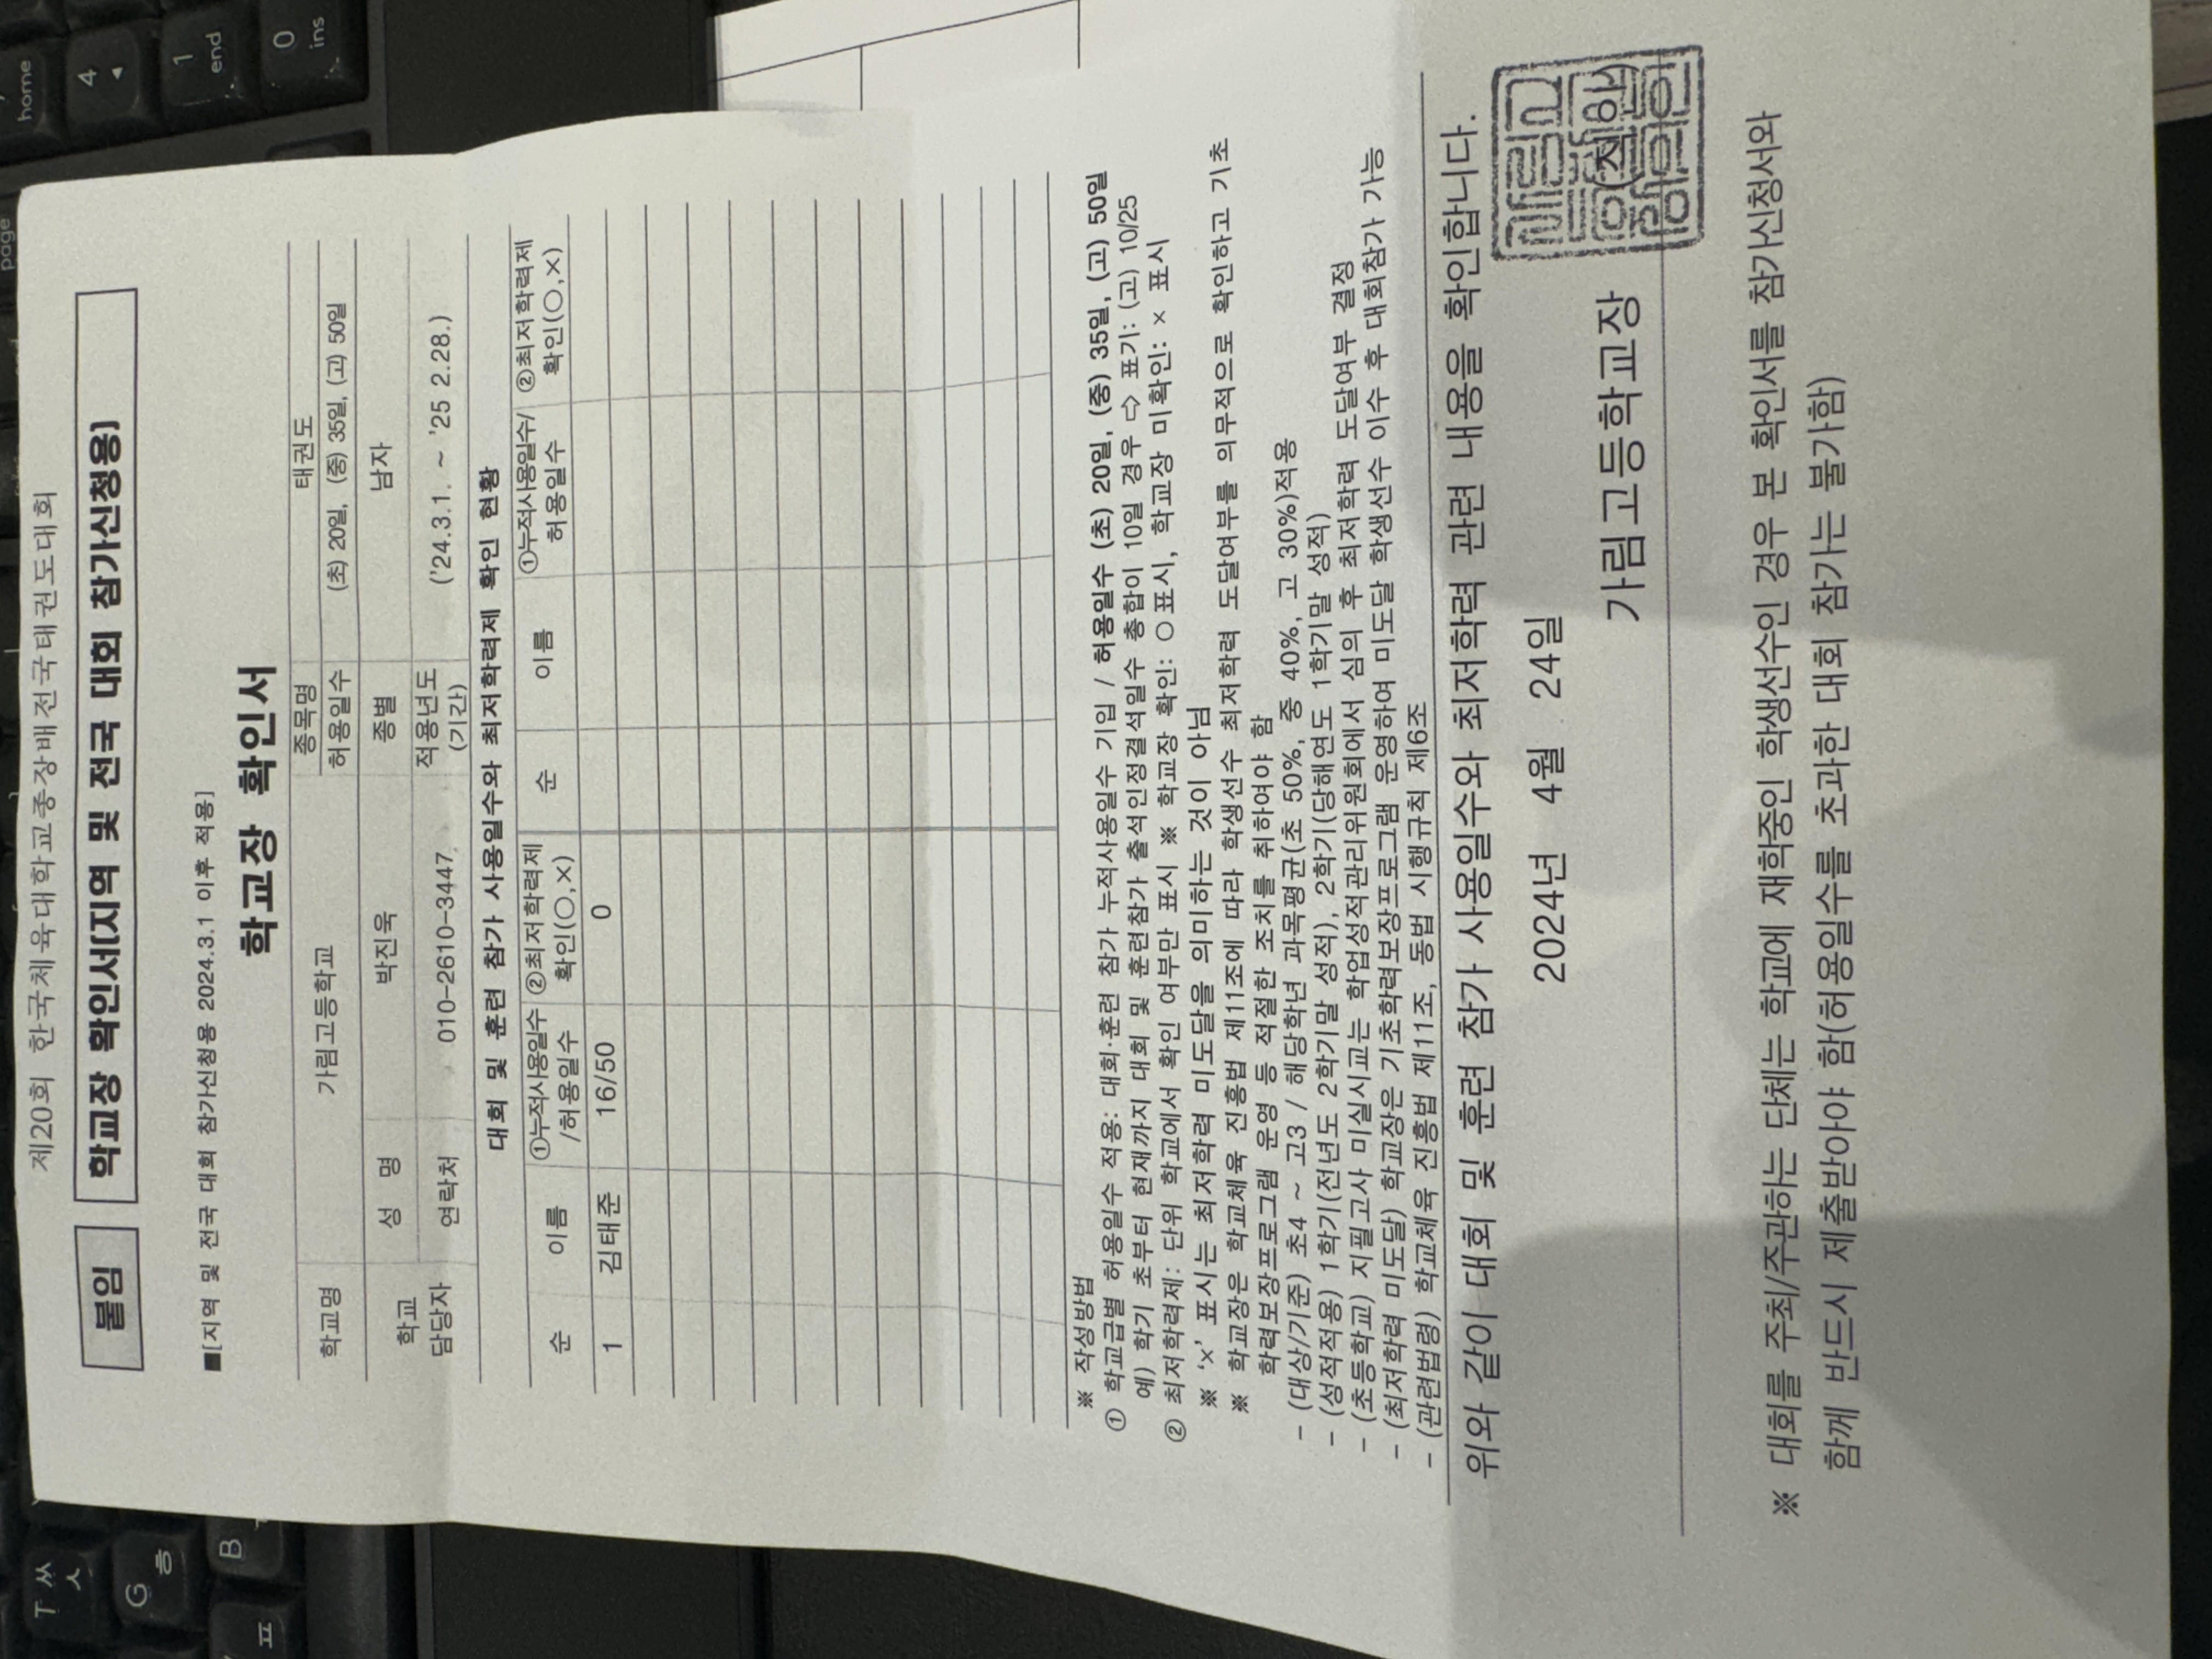 제20회 한국체육대학교총장배전국태권도대회
붙임
학교장 확인서[지역 및 전국 대회 참가신청용]
■[지역 및 전국 대회 참가신청용 2024.3.1 이후 적용]
학교장 확인서
학교명 가림고등학교 종목명 태권도
허용일수 (초) 20일, (중) 35일, (고) 50일
학교 담당자 성 명 박진욱 종별 남자
연락처 010-2610-3447 적용년도 (기간) ('24.3.1. ~ '25 2.28.)
대회 및 훈련 참가 사용일수와 최저학력제 확인 현황
순 이름 ①누적사용일수 /허용일수 ②최저학력제 확인(○,×) 순 이름 ①누적사용일수/ 허용일수 ②최저학력제 확인(○,×)
1 김태준 16/50 0
※ 작성방법
① 학교급별 허용일수 적용: 대회·훈련 참가 누적사용일수 기입 / 허용일수 (초) 20일, (중) 35일, (고) 50일
예) 학기 초부터 현재까지 대회 및 훈련참가 출석인정결석일수 총합이 10일 경우 ⇨ 표기: (고) 10/25
② 최저학력제: 단위 학교에서 확인 여부만 표시 ※ 학교장 확인: ○ 표시, 학교장 미확인: × 표시
※ '×' 표시는 최저학력 미도달을 의미하는 것이 아님
※ 학교장은 학교체육 진흥법 제11조에 따라 학생선수 최저학력 도달여부를 의무적으로 확인하고 기초
학력보장프로그램 운영 등 적절한 조치를 취하여야 함
- (대상/기준) 초4 ~ 고3 / 해당학년 과목평균(초 50%, 중 40%, 고 30%)적용
- (성적적용) 1학기(전년도 2학기말 성적), 2학기(당해연도 1학기말 성적)
- (초등학교) 지필고사 미실시교는 학업성적관리위원회에서 심의 후 최저학력 도달여부 결정
- (최저학력 미도달) 학교장은 기초학력보장프로그램 운영하여 미도달 학생선수 이수 후 대회참가 가능
- (관련법령) 학교체육 진흥법 제11조, 동법 시행규칙 제6조
위와 같이 대회 및 훈련 참가 사용일수와 최저학력 관련 내용을 확인합니다.
2024년 4월 24일
가림고등학교장 (직인)
※ 대회를 주최/주관하는 단체는 학교에 재학중인 학생선수인 경우 본 확인서를 참가신청서와
함께 반드시 제출받아야 함(허용일수를 초과한 대회 참가는 불가함)
page
home
4
1
end
0
ins
T ㅆ
ㅅ
G
ㅎ
B
ㅍ